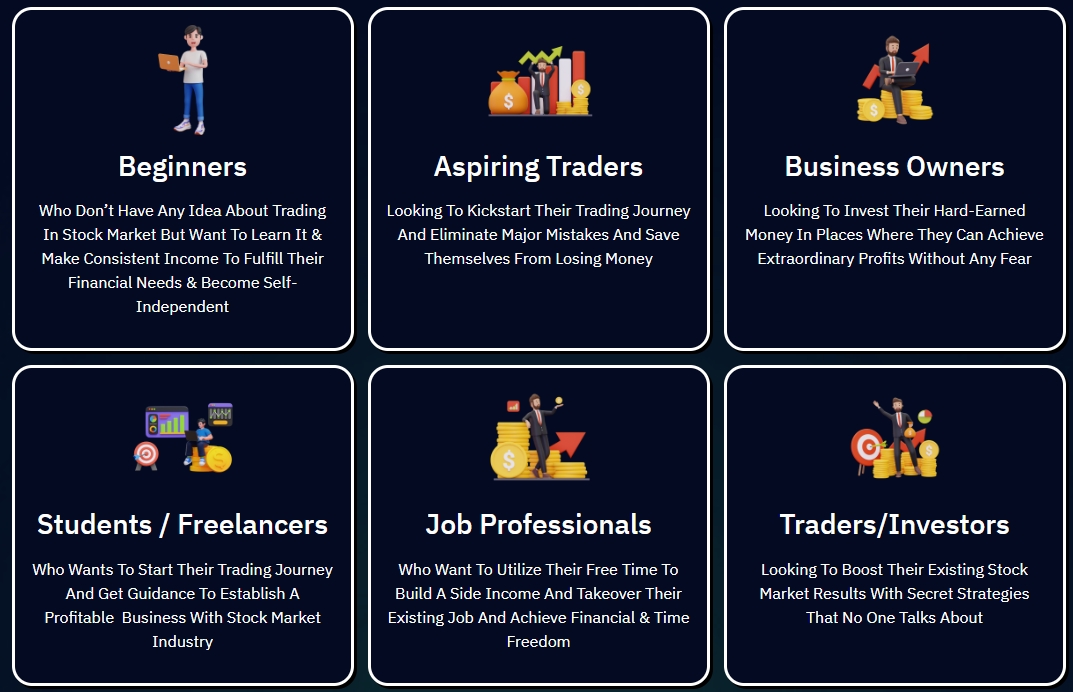 Beginners
Who Don’t Have Any Idea About Trading
In Stock Market But Want To Learn It &
Make Consistent Income To Fulfill Their
Financial Needs & Become Self-
Independent
Aspiring Traders
Looking To Kickstart Their Trading Journey
And Eliminate Major Mistakes And Save
Themselves From Losing Money
Business Owners
Looking To Invest Their Hard-Earned
Money In Places Where They Can Achieve
Extraordinary Profits Without Any Fear
Students / Freelancers
Who Wants To Start Their Trading Journey
And Get Guidance To Establish A
Profitable  Business With Stock Market
Industry
Job Professionals
Who Want To Utilize Their Free Time To
Build A Side Income And Takeover Their
Existing Job And Achieve Financial & Time
Freedom
Traders/Investors
Looking To Boost Their Existing Stock
Market Results With Secret Strategies
That No One Talks About